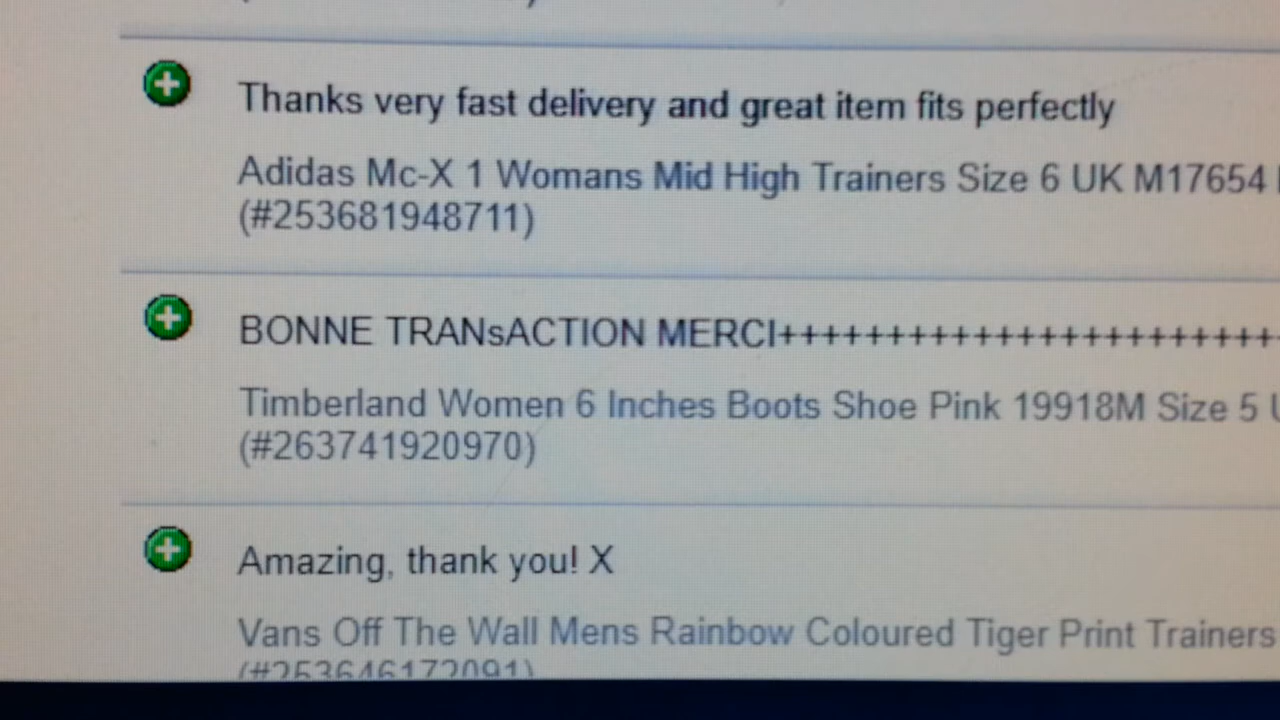 Thanks very fast delivery and great item fits perfectly
Adidas Mc-X 1 Womans Mid High Trainers Size 6 UK M17654
(#253681948711)
BONNE TRANsACTION MERCI+++++++++++++++++++++++++++
Timberland Women 6 Inches Boots Shoe Pink 19918M Size 5
(#263741920970)
Amazing, thank you! X
Vans Off The Wall Mens Rainbow Coloured Tiger Print Trainers
(#253646172091)